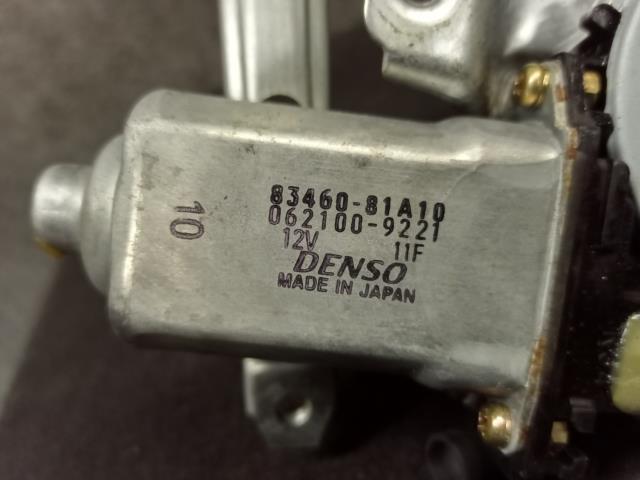 10
83460-81A10
062100-9221
12V 11F
DENSO
MADE IN JAPAN